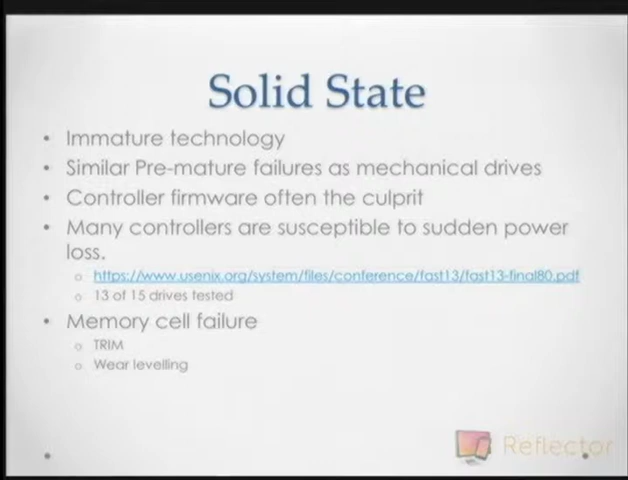 Solid State
• Immature technology
• Similar Pre-mature failures as mechanical drives
• Controller firmware often the culprit
• Many controllers are susceptible to sudden power
loss.
o https://www.usenix.org/system/files/conference/fast13/fast13-final80.pdf
o 13 of 15 drives tested
• Memory cell failure
o TRIM
o Wear levelling
Reflector